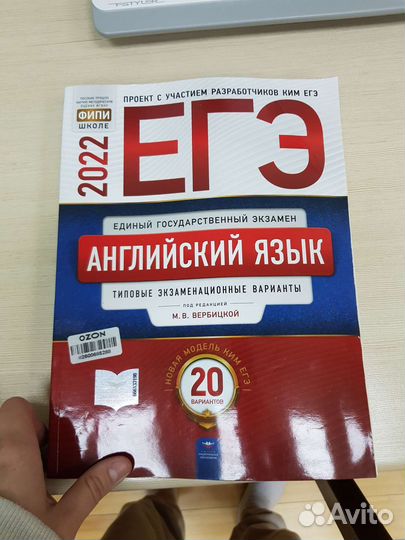 PSTYLUS
ПРОЕКТ С УЧАСТИЕМ РАЗРАБОТЧИКОВ КИМ ЕГЭ
ФИПИ
ШКОЛЕ
2022
ЕГЭ
ЕДИНЫЙ ГОСУДАРСТВЕННЫЙ ЭКЗАМЕН
АНГЛИЙСКИЙ ЯЗЫК
ТИПОВЫЕ ЭКЗАМЕНАЦИОННЫЕ ВАРИАНТЫ
ПОД РЕДАКЦИЕЙ
М. В. ВЕРБИЦКОЙ
OZON
НОВАЯ МОДЕЛЬ КИМ ЕГЭ
20
ВАРИАНТОВ
Avito